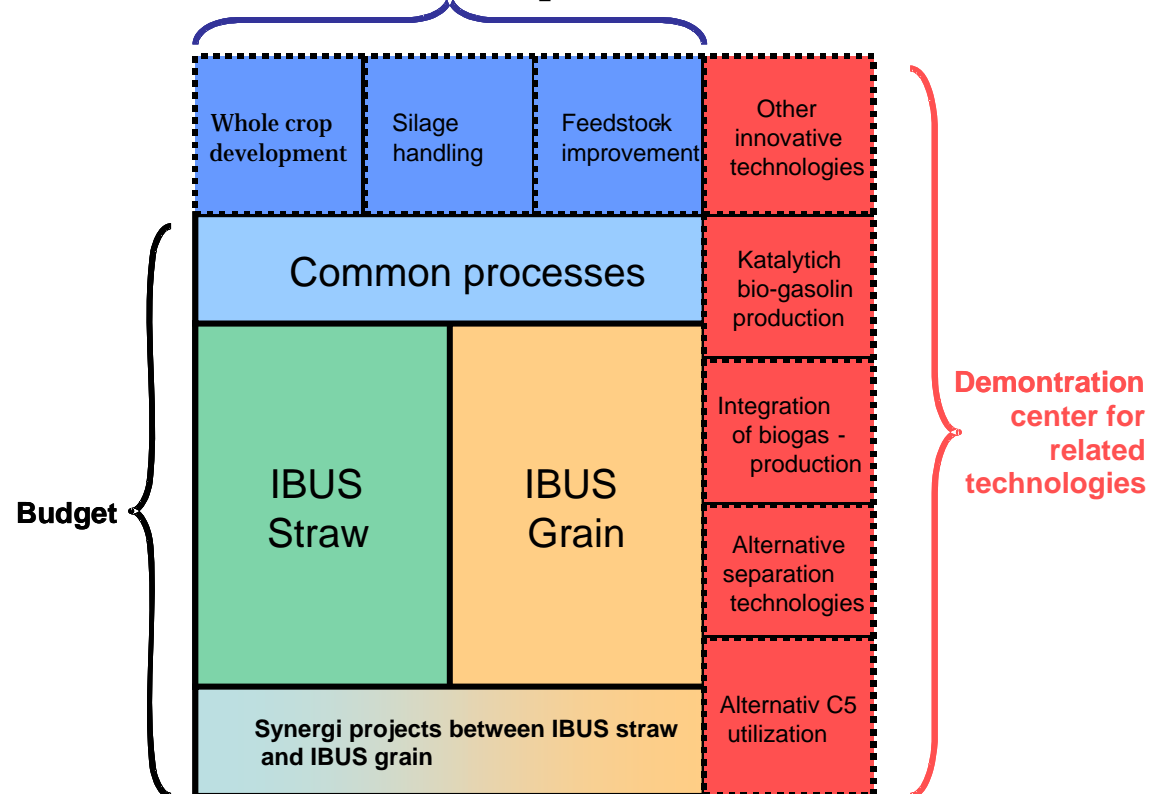 Whole crop
development
Silage
handling
Feedstock
improvement
Other
innovative
technologies
Common processes
Katalytich
bio-gasolin
production
Integration
of biogas -
production
Demontration
center for
related
technologies
Budget
IBUS
Straw
IBUS
Grain
Alternative
separation
technologies
Alternativ C5
utilization
Synergi projects between IBUS straw
and IBUS grain